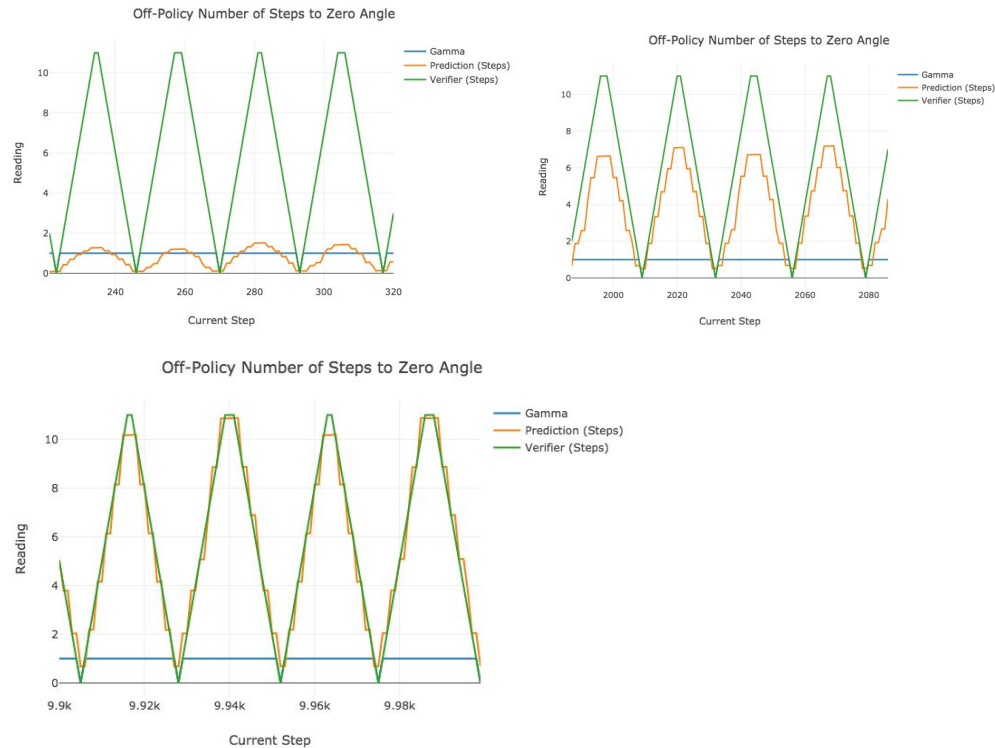 Off-Policy Number of Steps to Zero Angle
Gamma
Prediction (Steps)
Verifier (Steps)
10
8
6
4
2
0
Reading
240
260
280
300
320
Current Step
Off-Policy Number of Steps to Zero Angle
Gamma
Prediction (Steps)
Verifier (Steps)
10
8
6
4
2
0
Reading
2000
2020
2040
2060
2080
Current Step
Off-Policy Number of Steps to Zero Angle
Gamma
Prediction (Steps)
Verifier (Steps)
10
8
6
4
2
0
Reading
9.9k
9.92k
9.94k
9.96k
9.98k
Current Step